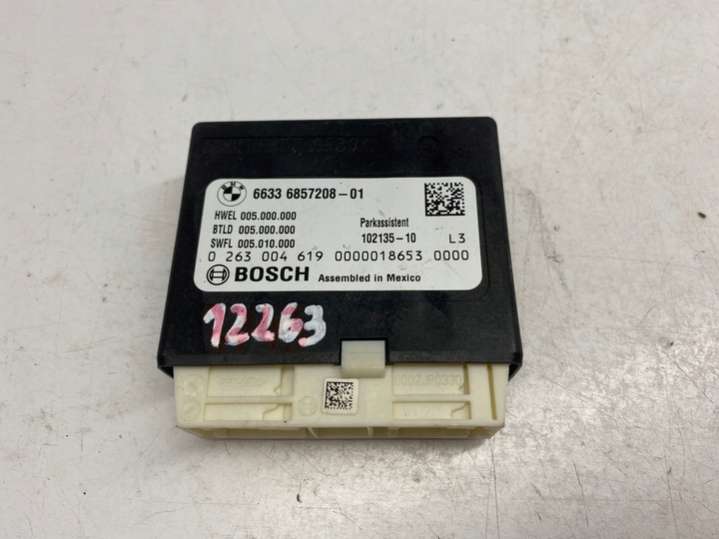 BMW
6633 6857208-01
HWEL 005.000.000
BTLD 005.000.000
SWFL 005.010.000
Parkassistent
102135-10 L3
0 263 004 619 0000018653 0000
BOSCH Assembled in Mexico
12263